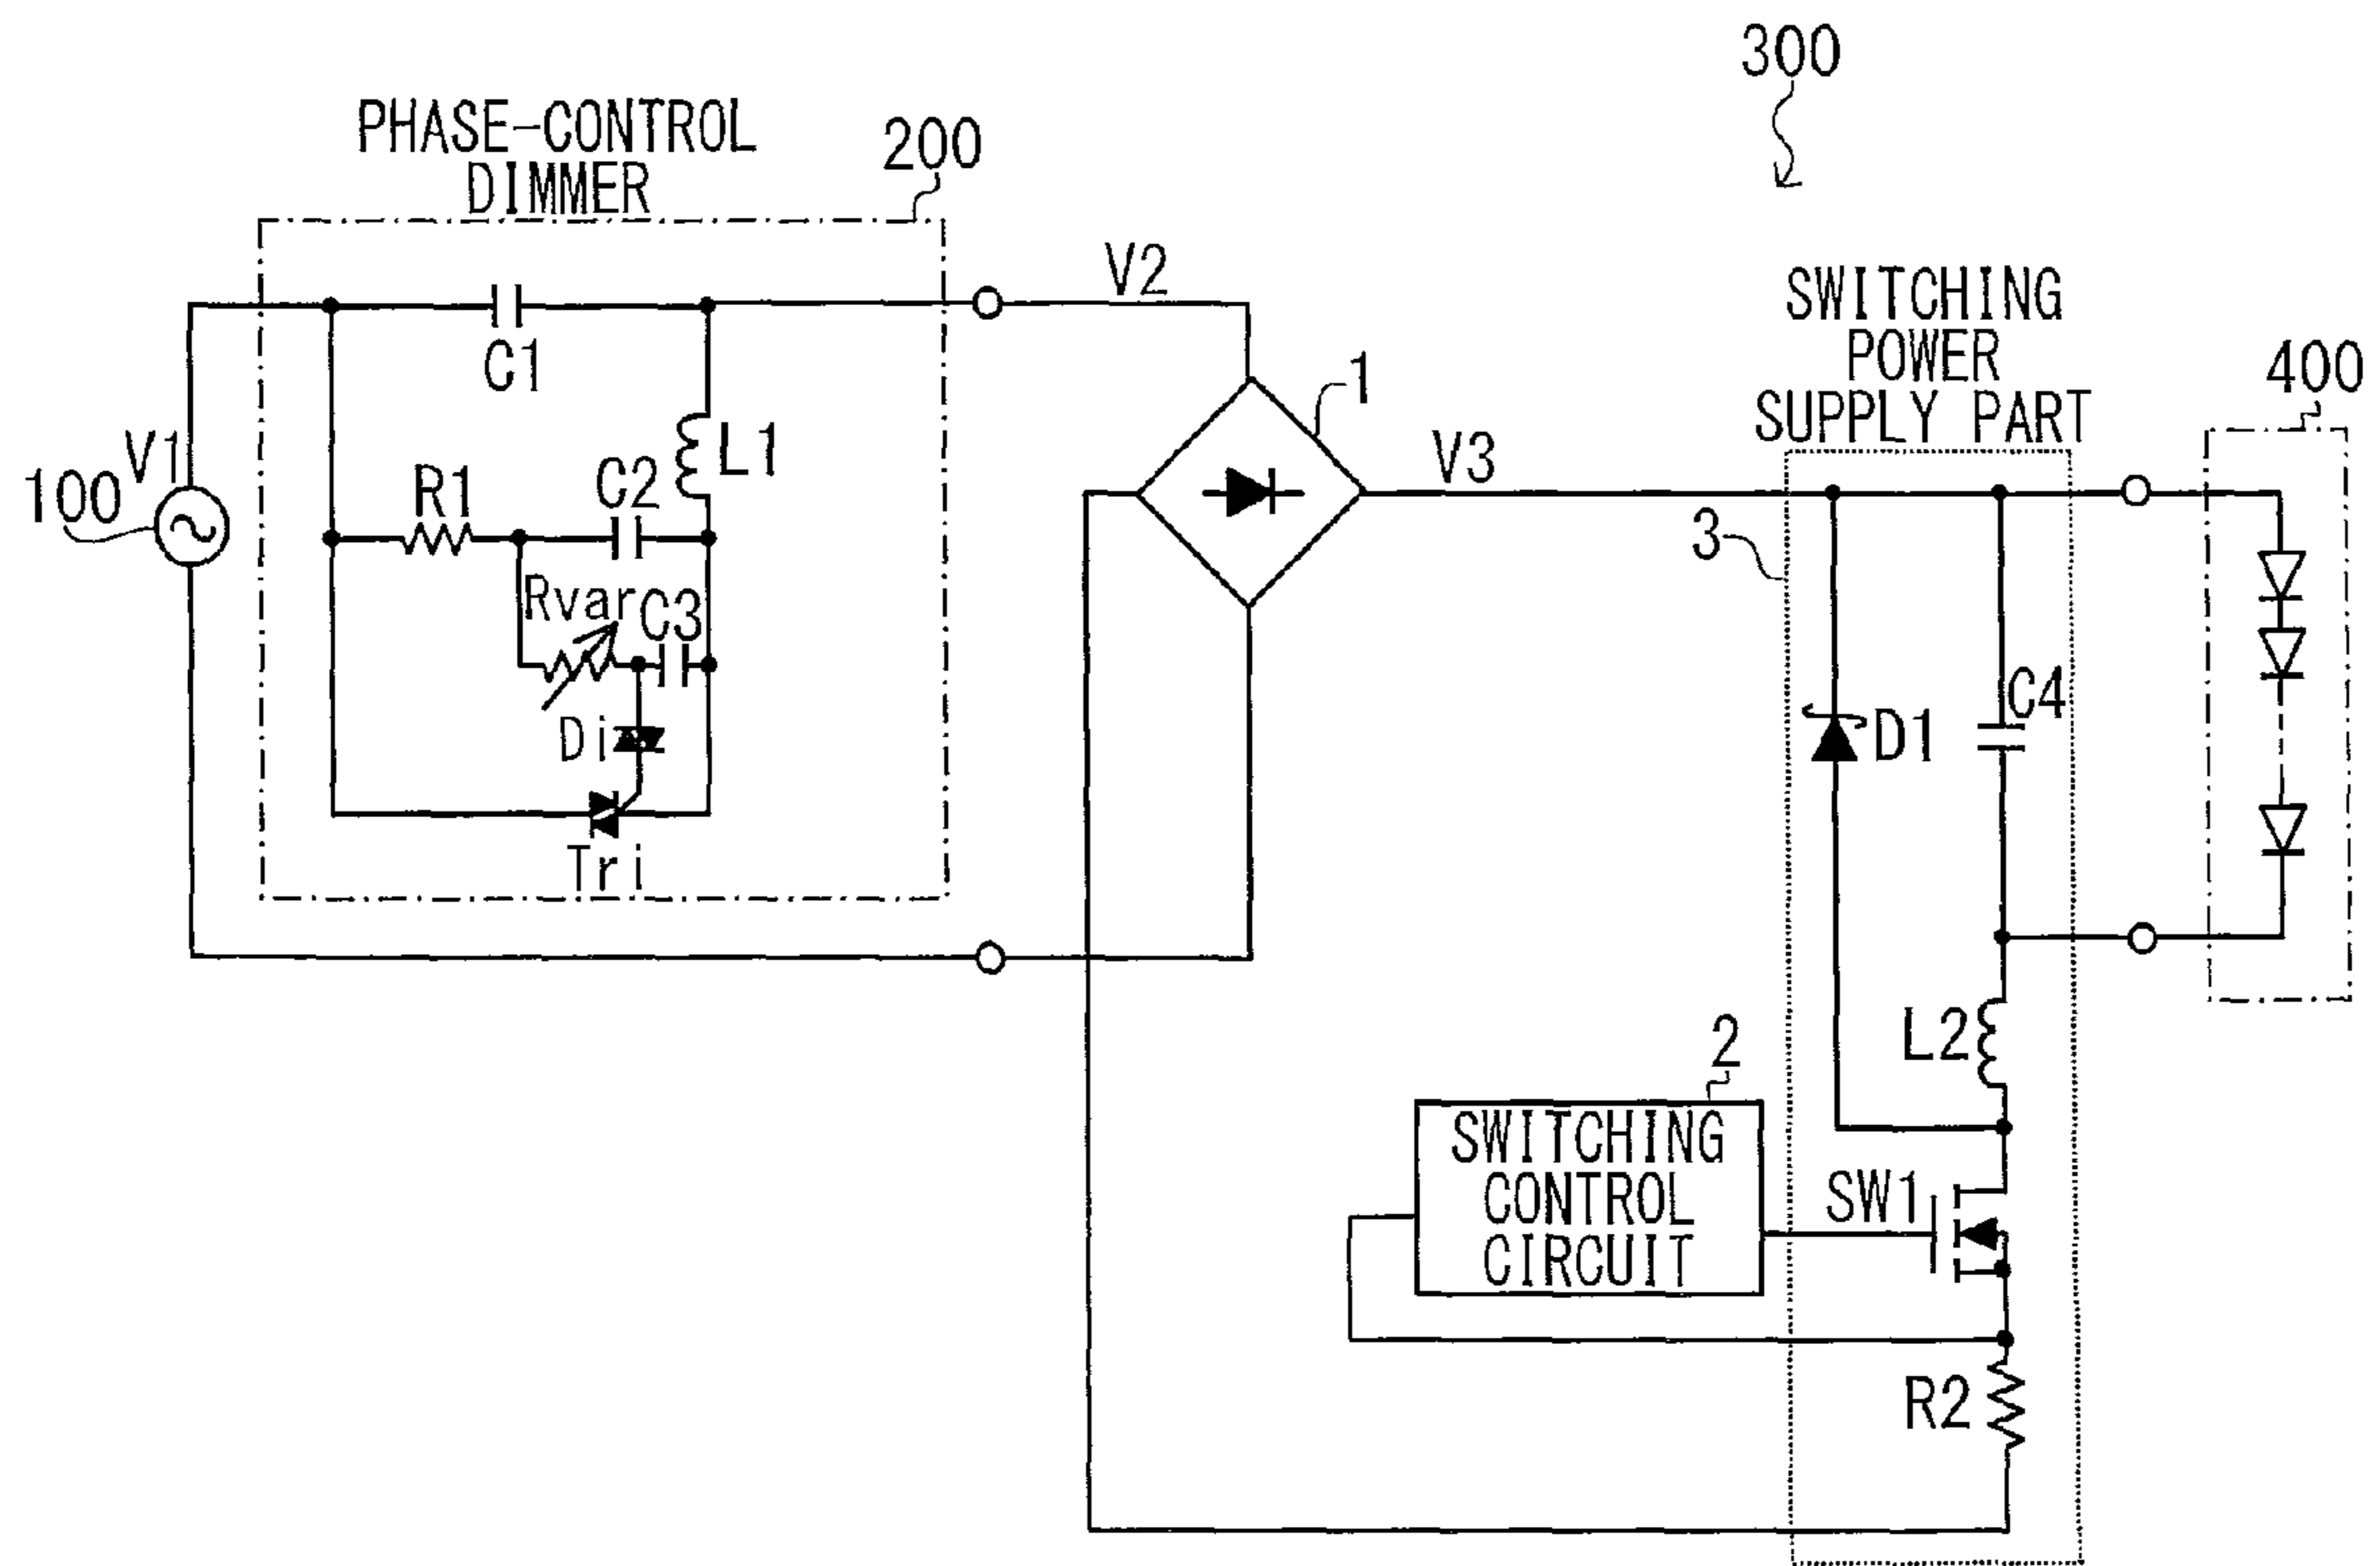 300
PHASE-CONTROL
DIMMER
200
V2
SWITCHING
POWER
SUPPLY PART
400
C1
1
V1
100
L1
V3
R1
C2
3
Rvar
C3
C4
Di
D1
Tri
L2
2
SWITCHING
CONTROL
CIRCUIT
SW1
R2